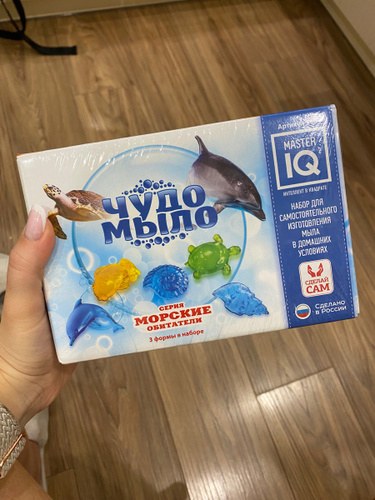 Артикул
MASTER
IQ
ИНТЕЛЛЕКТ В КВАДРАТЕ
НАБОР ДЛЯ
САМОСТОЯТЕЛЬНОГО
ИЗГОТОВЛЕНИЯ
МЫЛА
В ДОМАШНИХ
УСЛОВИЯХ
СДЕЛАЙ
САМ
СДЕЛАНО
В РОССИИ
ЧУДО
МЫЛО
СЕРИЯ
МОРСКИЕ
ОБИТАТЕЛИ
3 формы в наборе